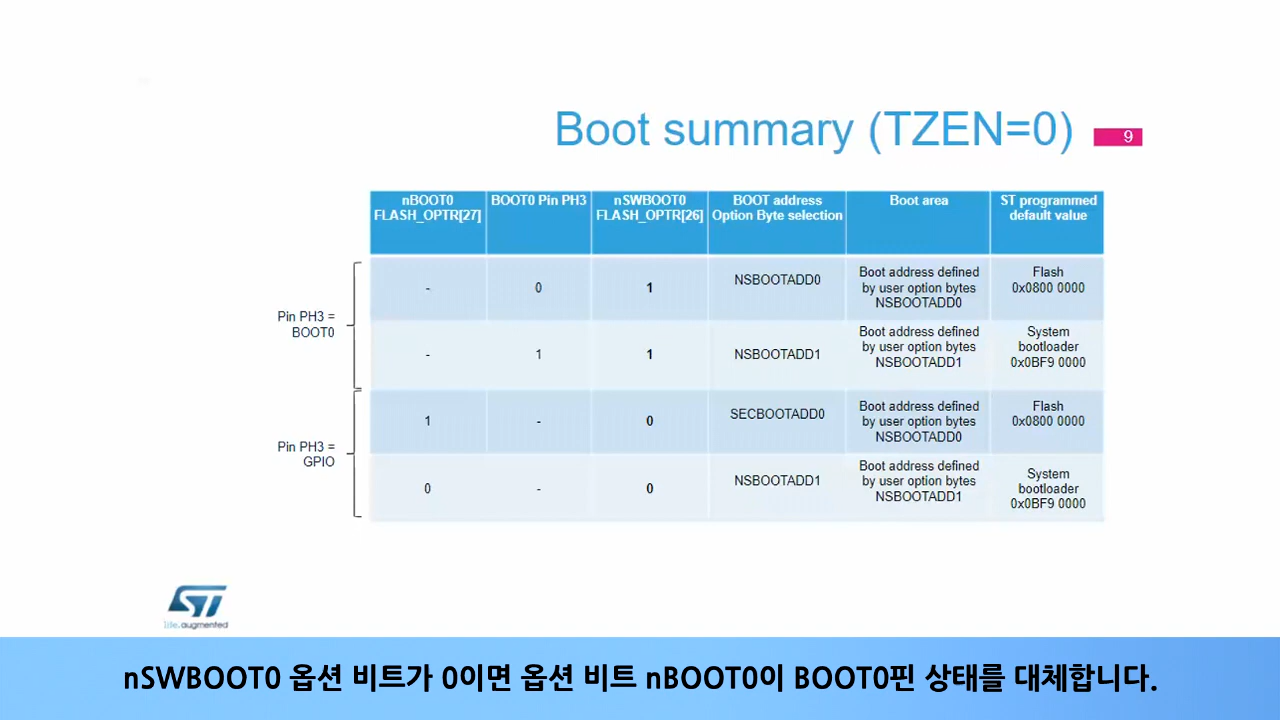 Boot summary (TZEN=0)
9
nBOOT0 FLASH_OPTR[27] BOOT0 Pin PH3 nSWBOOT0 FLASH_OPTR[26] BOOT address Option Byte selection Boot area ST programmed default value
Pin PH3 = BOOT0
- 0 1 NSBOOTADD0 Boot address defined by user option bytes NSBOOTADD0 Flash 0x0800 0000
- 1 1 NSBOOTADD1 Boot address defined by user option bytes NSBOOTADD1 System bootloader 0x0BF9 0000
Pin PH3 = GPIO
1 - 0 SECBOOTADD0 Boot address defined by user option bytes NSBOOTADD0 Flash 0x0800 0000
0 - 0 NSBOOTADD1 Boot address defined by user option bytes NSBOOTADD1 System bootloader 0x0BF9 0000
ST
life.augmented
nSWBOOT0 옵션 비트가 0이면 옵션 비트 nBOOT0이 BOOT0핀 상태를 대체합니다.